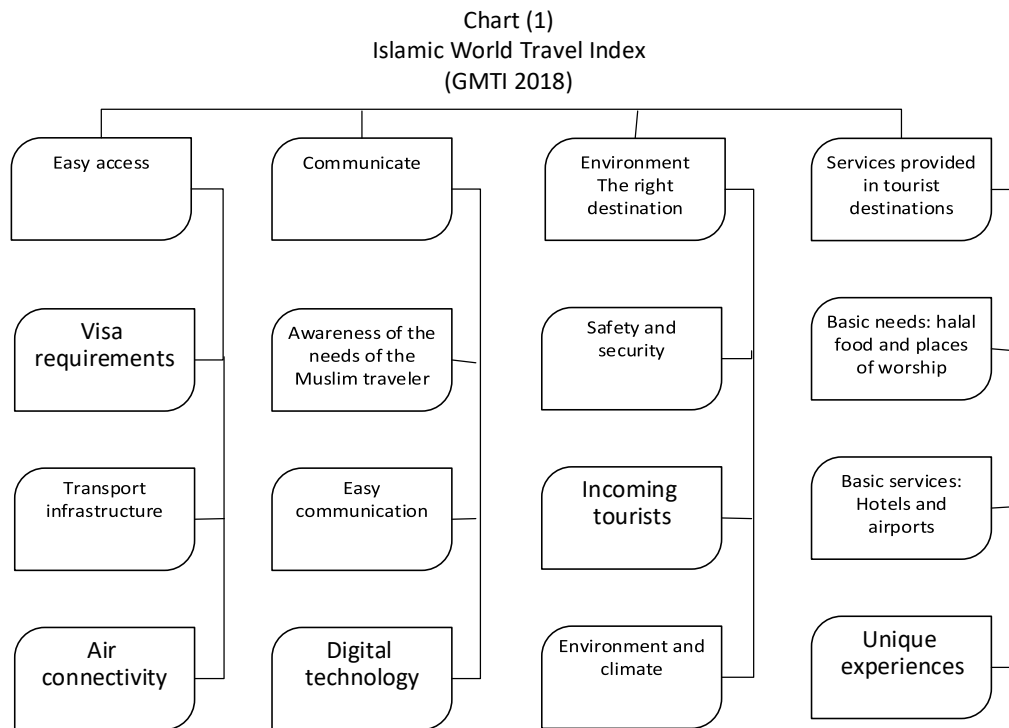 Chart (1)
Islamic World Travel Index
(GMTI 2018)
Easy access
Communicate
Environment
The right
destination
Services provided
in tourist
destinations
Visa
requirements
Awareness of the
needs of the
Muslim traveler
Safety and
security
Basic needs: halal
food and places
of worship
Transport
infrastructure
Easy
communication
Incoming
tourists
Basic services:
Hotels and
airports
Air
connectivity
Digital
technology
Environment and
climate
Unique
experiences